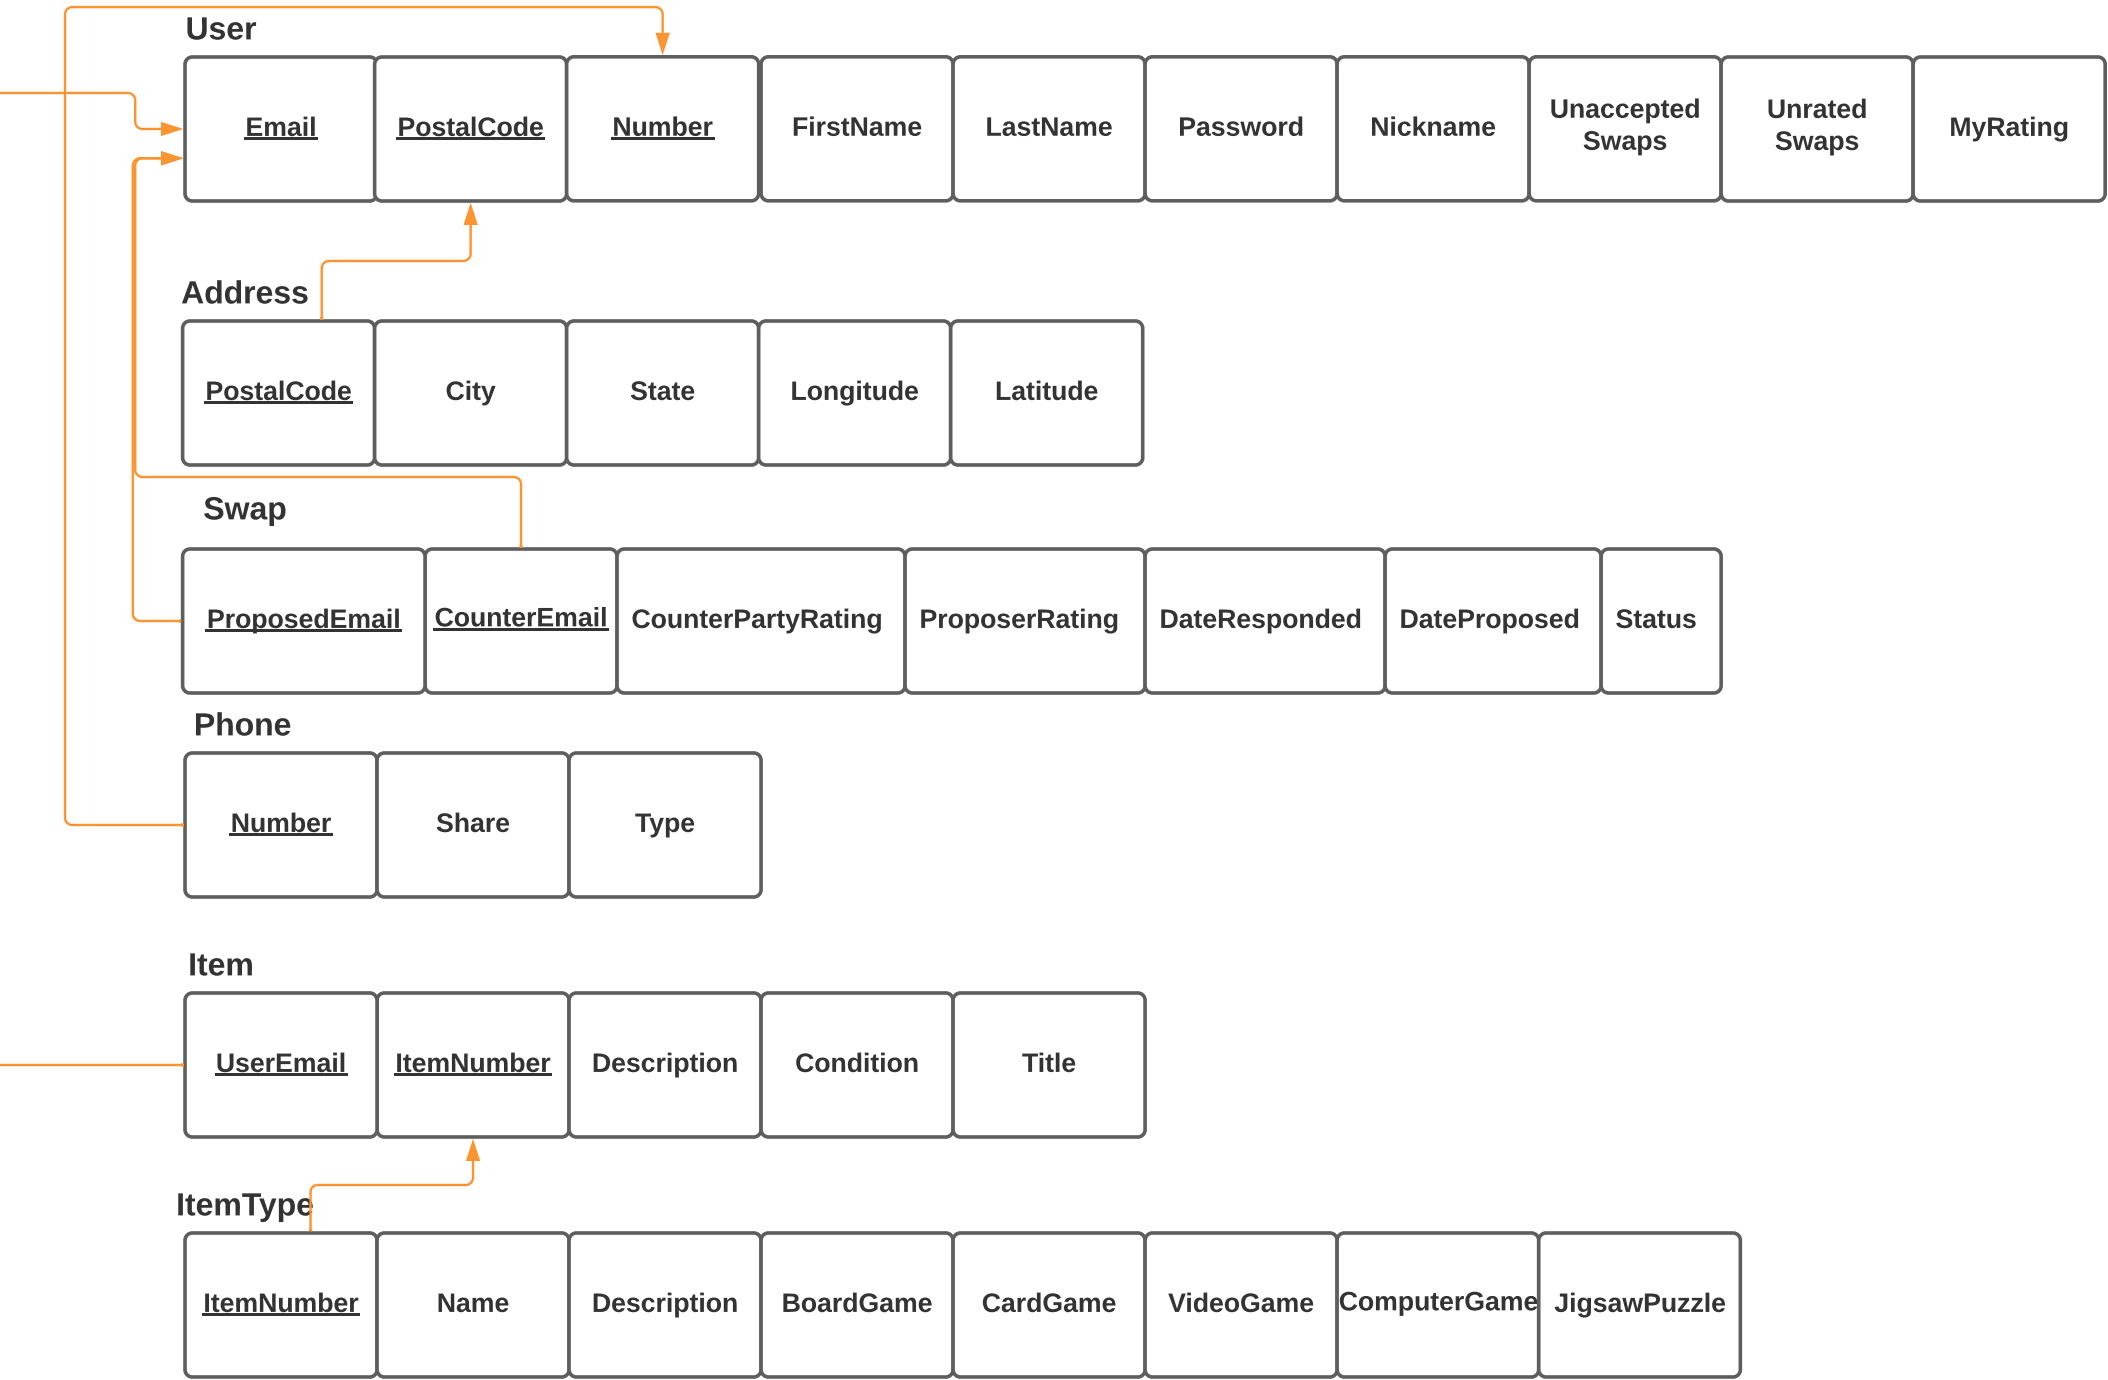 User
Email PostalCode Number FirstName LastName Password Nickname Unaccepted Swaps Unrated Swaps MyRating
Address
PostalCode City State Longitude Latitude
Swap
ProposedEmail CounterEmail CounterPartyRating ProposerRating DateResponded DateProposed Status
Phone
Number Share Type
Item
UserEmail ItemNumber Description Condition Title
ItemType
ItemNumber Name Description BoardGame CardGame VideoGame ComputerGame JigsawPuzzle